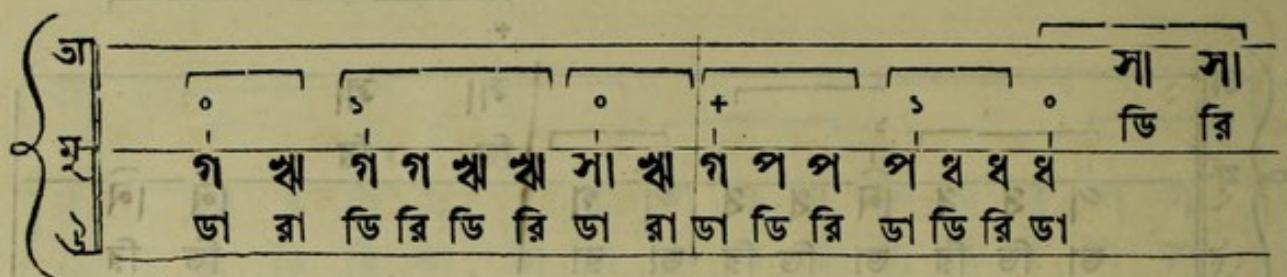 তা সা সা
০ ১ ০ + ১ ০ ডি রি
মু গ ঋ গ গ ঋ ঋ সা ঋ গ প প প ধ ধ ধ
উ ডা রা ডি রি ডি রি ডা রা ডা ডি রি ডা ডি রি ডা